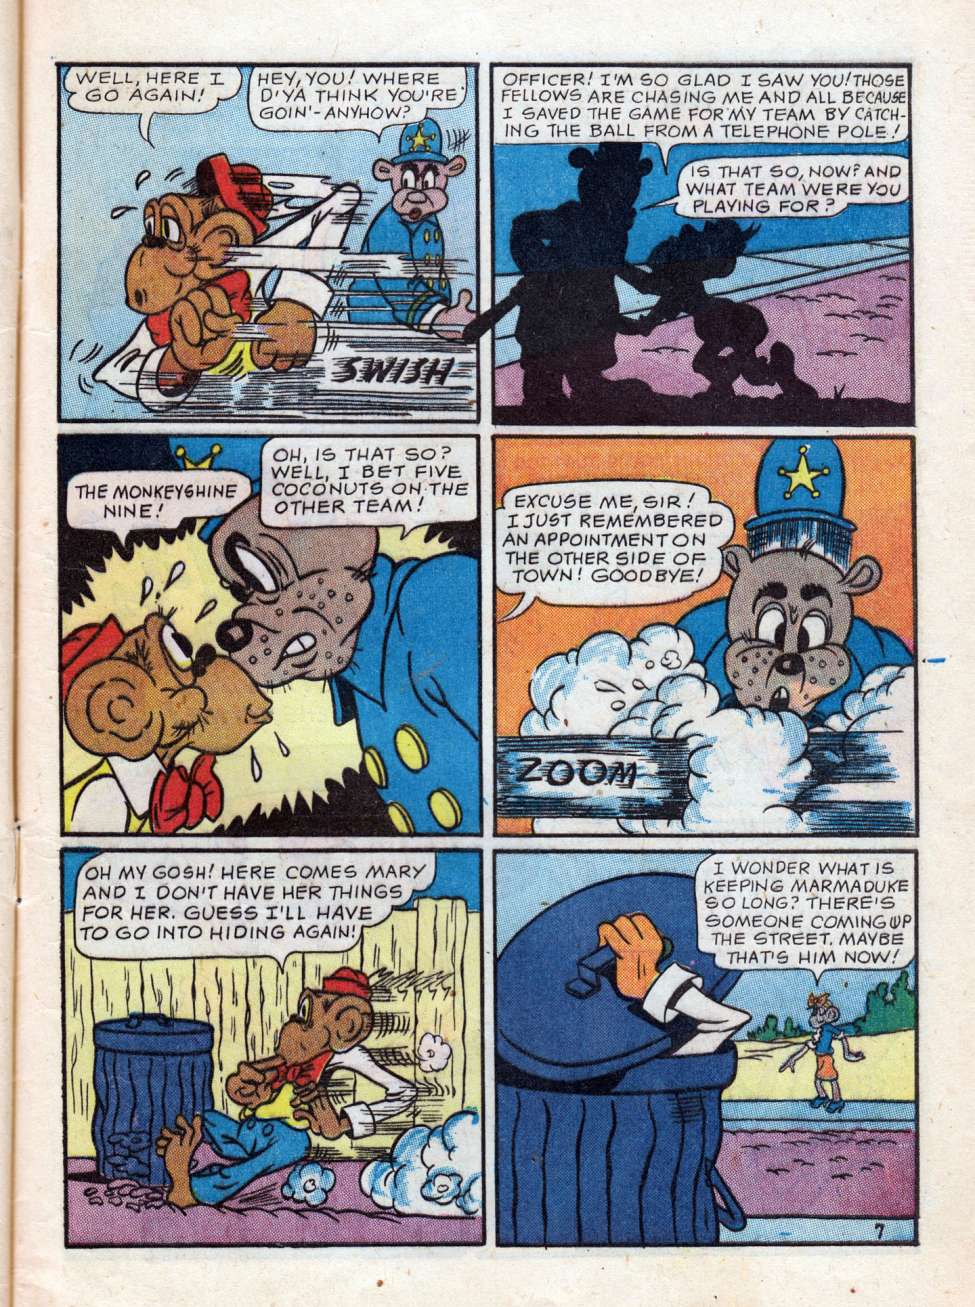 WELL, HERE I
GO AGAIN!
HEY, YOU! WHERE
D'YA THINK YOU'RE
GOIN'-ANYHOW?
SWISH
OFFICER! I'M SO GLAD I SAW YOU! THOSE
FELLOWS ARE CHASING ME AND ALL BECAUSE
I SAVED THE GAME FOR MY TEAM BY CATCH-
ING THE BALL FROM A TELEPHONE POLE!
IS THAT SO, NOW? AND
WHAT TEAM WERE YOU
PLAYING FOR?
THE MONKEYSHINE
NINE!
OH, IS THAT SO?
WELL, I BET FIVE
COCONUTS ON THE
OTHER TEAM!
EXCUSE ME, SIR!
I JUST REMEMBERED
AN APPOINTMENT ON
THE OTHER SIDE OF
TOWN! GOODBYE!
ZOOM
OH MY GOSH! HERE COMES MARY
AND I DON'T HAVE HER THINGS
FOR HER. GUESS I'LL HAVE
TO GO INTO HIDING AGAIN!
I WONDER WHAT IS
KEEPING MARMADUKE
SO LONG? THERE'S
SOMEONE COMING UP
THE STREET. MAYBE
THAT'S HIM NOW!
7